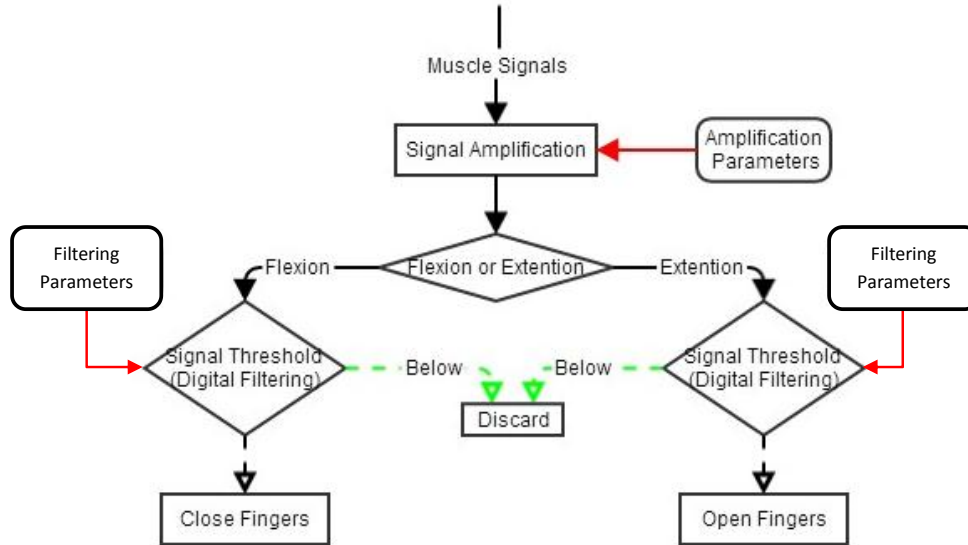 Muscle Signals
Signal Amplification
Amplification
Parameters
Filtering
Parameters
Flexion
Flexion or Extention
Extention
Filtering
Parameters
Signal Threshold
(Digital Filtering)
Below
Below
Signal Threshold
(Digital Filtering)
Discard
Close Fingers
Open Fingers